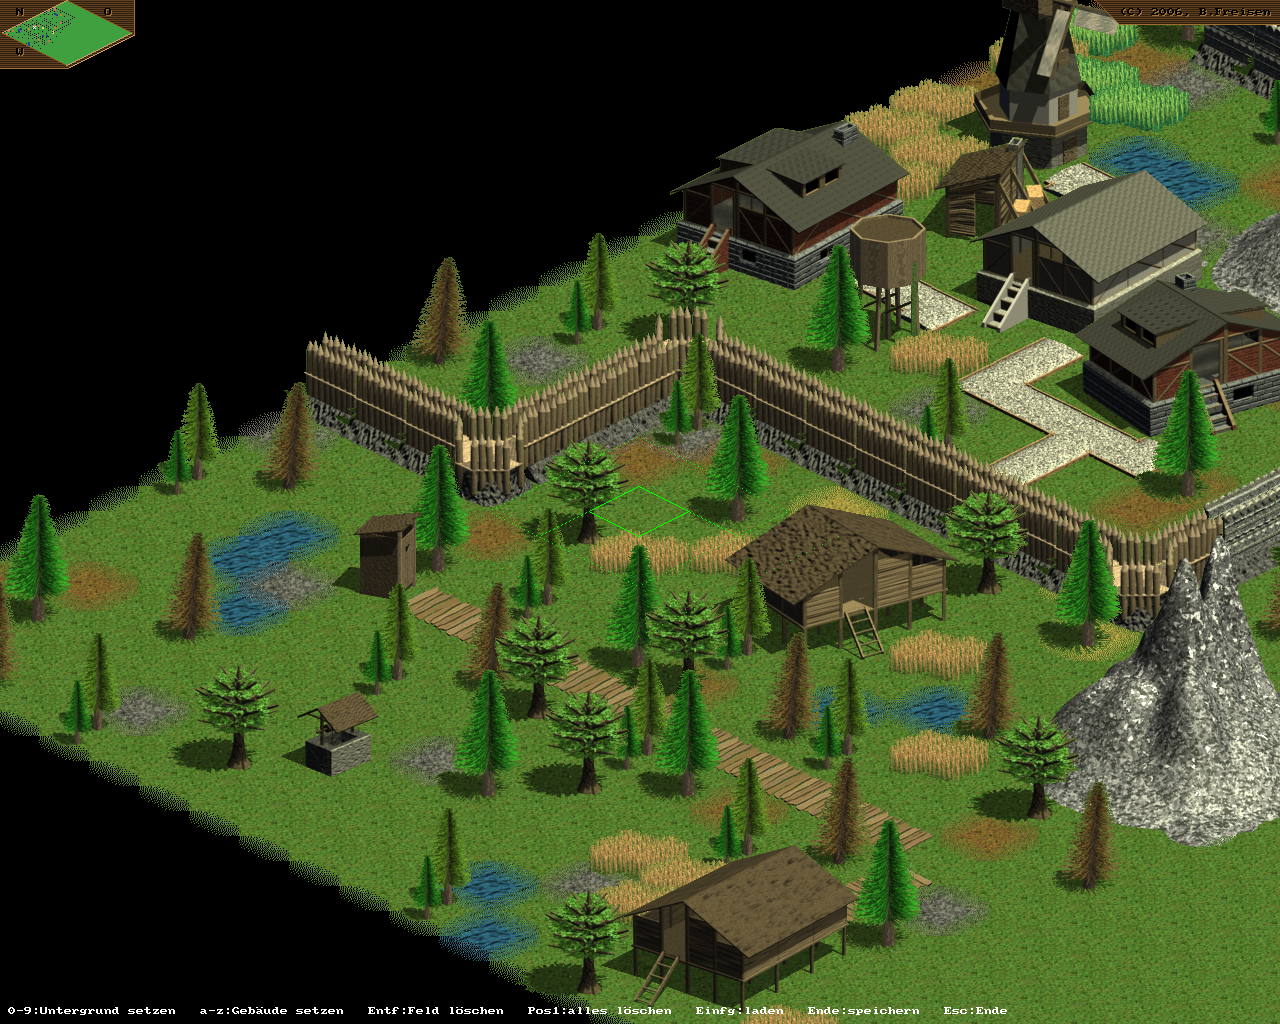 N O
(C) 2006, B.Freisen
W
0-9:Untergrund setzen a-z:Gebäude setzen Entf:Feld löschen Pos1:alles löschen Einfg:laden Ende:speichern Esc:Ende